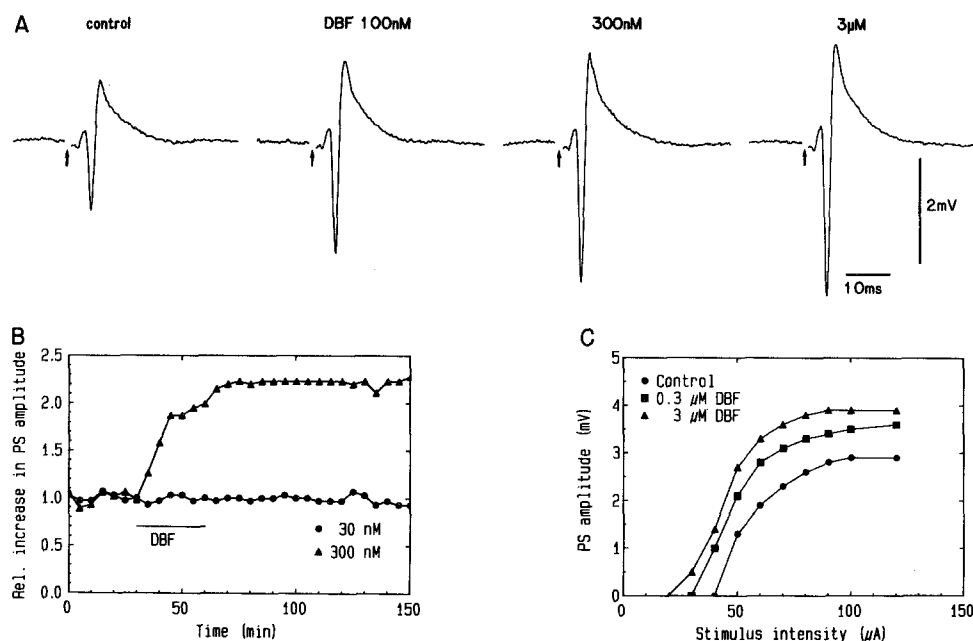 A
control
DBF 100nM
300nM
3μM
2mV
10ms
B
Rel. increase in PS amplitude
2.5
2.0
1.5
1.0
0.5
0.0
DBF
30 nM
300 nM
0
50
100
150
Time (min)
C
PS amplitude (mV)
5
4
3
2
1
0
Control
0.3 μM DBF
3 μM DBF
0
50
100
150
Stimulus intensity (μA)